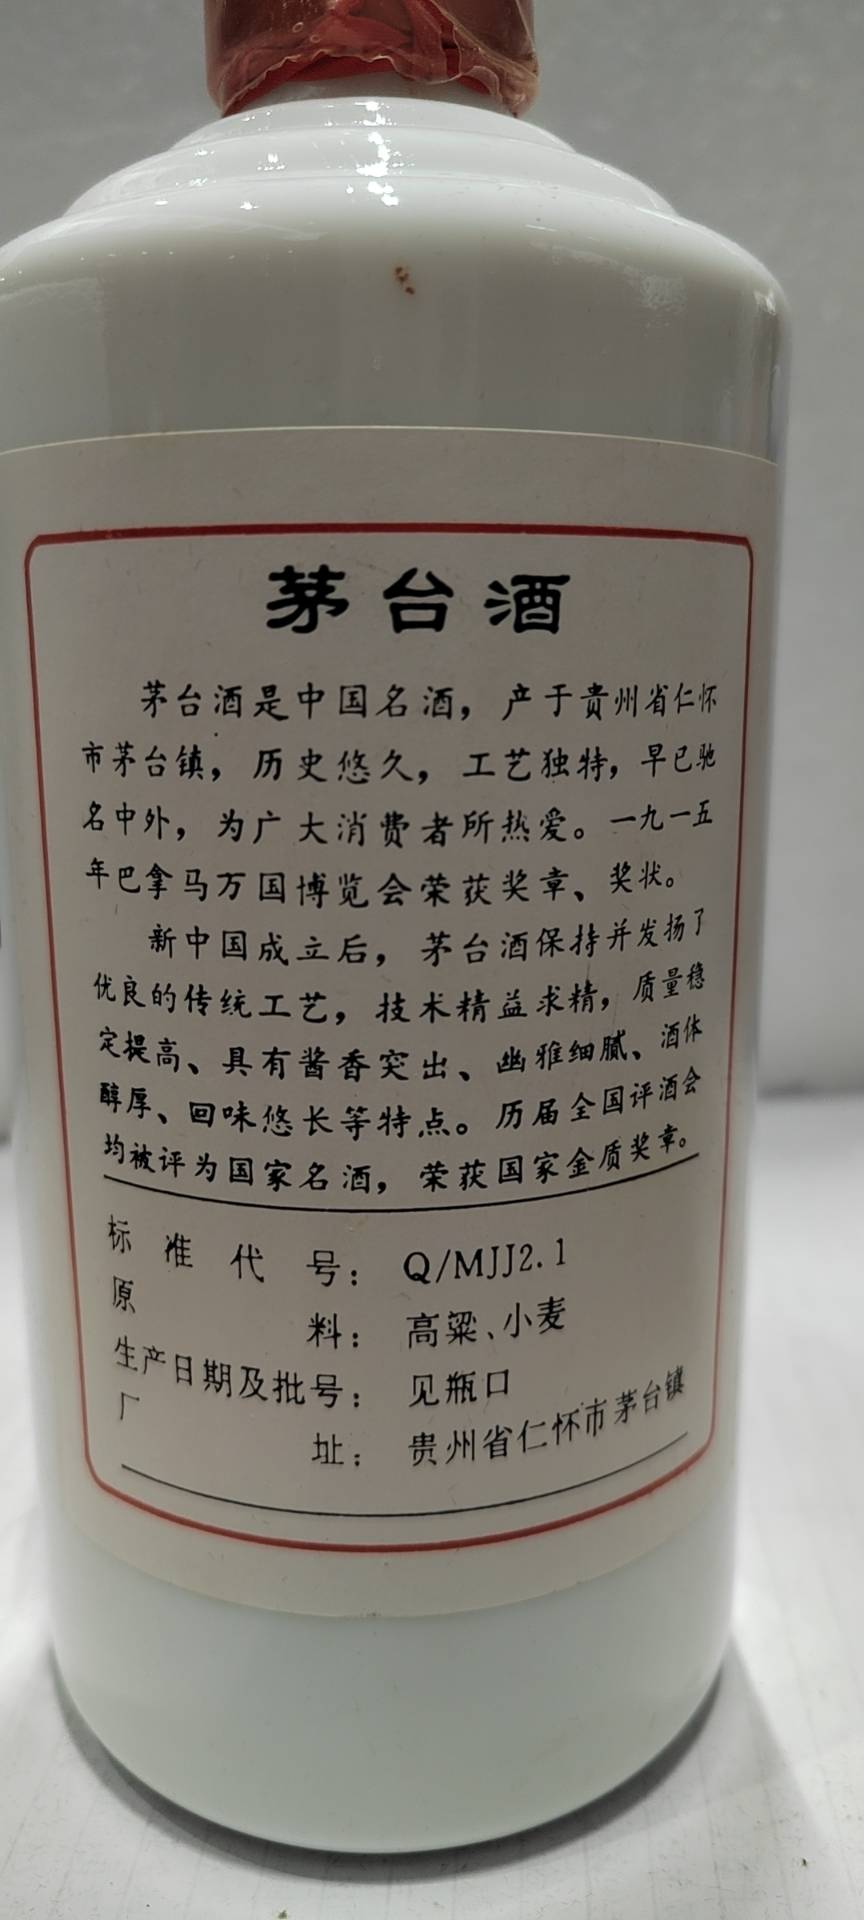 茅台酒
茅台酒是中国名酒，产于贵州省仁怀
市茅台镇，历史悠久，工艺独特，早已驰
名中外，为广大消费者所热爱。一九一五
年巴拿马万国博览会荣获奖章、奖状。
新中国成立后，茅台酒保持并发扬了
优良的传统工艺，技术精益求精，质量稳
定提高、具有酱香突出、幽雅细腻、酒体
醇厚、回味悠长等特点。历届全国评酒会
均被评为国家名酒，荣获国家金质奖章。
标准代号：Q/MJJ2.1
原料：高粱、小麦
生产日期及批号：见瓶口
厂址：贵州省仁怀市茅台镇